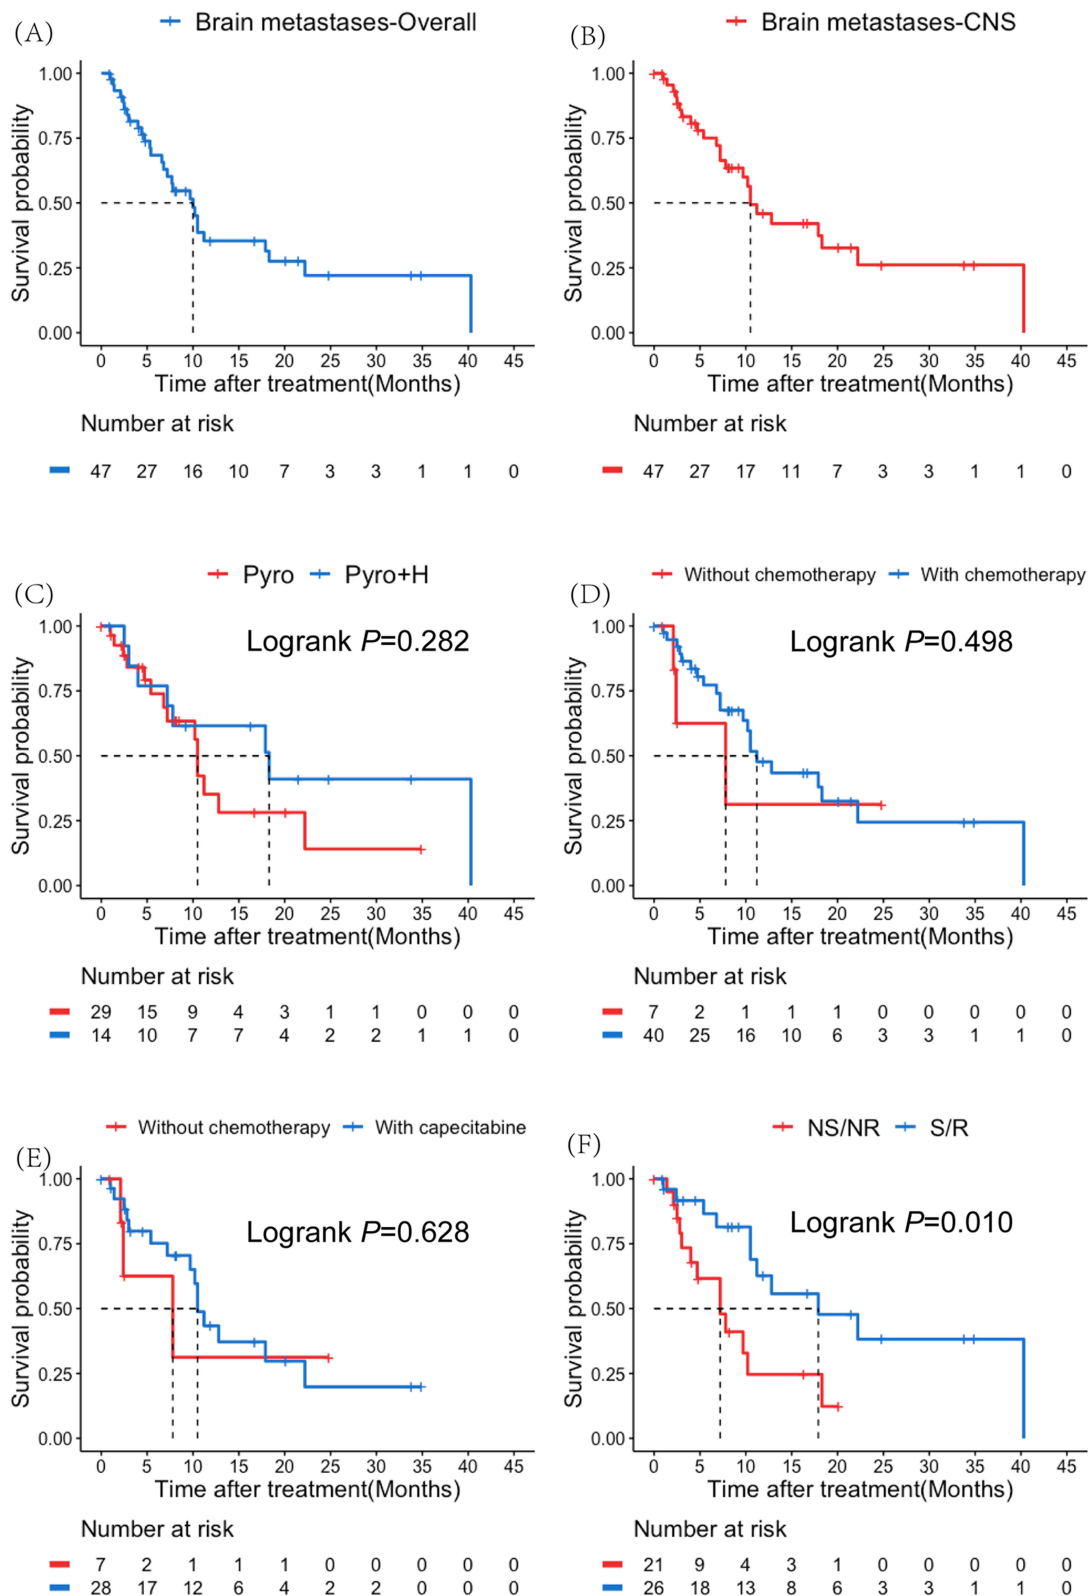 (A) Brain metastases-Overall
Survival probability
1.00
0.75
0.50
0.25
0.00
0 5 10 15 20 25 30 35 40 45
Time after treatment(Months)
Number at risk
47 27 16 10 7 3 3 1 1 0
(B) Brain metastases-CNS
Survival probability
1.00
0.75
0.50
0.25
0.00
0 5 10 15 20 25 30 35 40 45
Time after treatment(Months)
Number at risk
47 27 17 11 7 3 3 1 1 0
(C) Pyro Pyro+H
Logrank P=0.282
Survival probability
1.00
0.75
0.50
0.25
0.00
0 5 10 15 20 25 30 35 40 45
Time after treatment(Months)
Number at risk
29 15 9 4 3 1 1 0 0 0
14 10 7 7 4 2 2 1 1 0
(D) Without chemotherapy With chemotherapy
Logrank P=0.498
Survival probability
1.00
0.75
0.50
0.25
0.00
0 5 10 15 20 25 30 35 40 45
Time after treatment(Months)
Number at risk
7 2 1 1 1 0 0 0 0 0
40 25 16 10 6 3 3 1 1 0
(E) Without chemotherapy With capecitabine
Logrank P=0.628
Survival probability
1.00
0.75
0.50
0.25
0.00
0 5 10 15 20 25 30 35 40 45
Time after treatment(Months)
Number at risk
7 2 1 1 1 0 0 0 0 0
28 17 12 6 4 2 2 0 0 0
(F) NS/NR S/R
Logrank P=0.010
Survival probability
1.00
0.75
0.50
0.25
0.00
0 5 10 15 20 25 30 35 40 45
Time after treatment(Months)
Number at risk
21 9 4 3 1 0 0 0 0 0
26 18 13 8 6 3 3 1 1 0